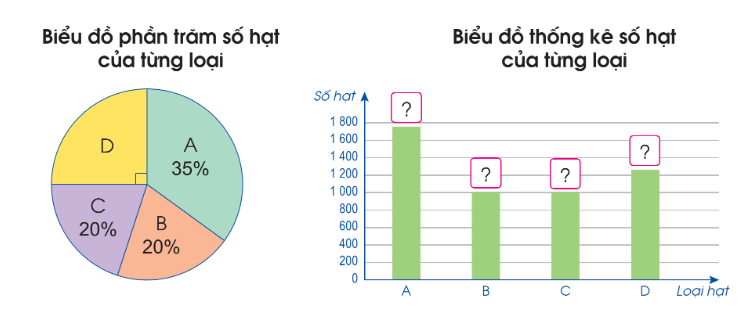 Biểu đồ phần trăm số hạt
của từng loại
D
A
35%
C
20%
B
20%
Biểu đồ thống kê số hạt
của từng loại
Số hạt
1 800
1 600
1 400
1 200
1 000
800
600
400
200
0
?
?
?
?
A
B
C
D
Loại hạt